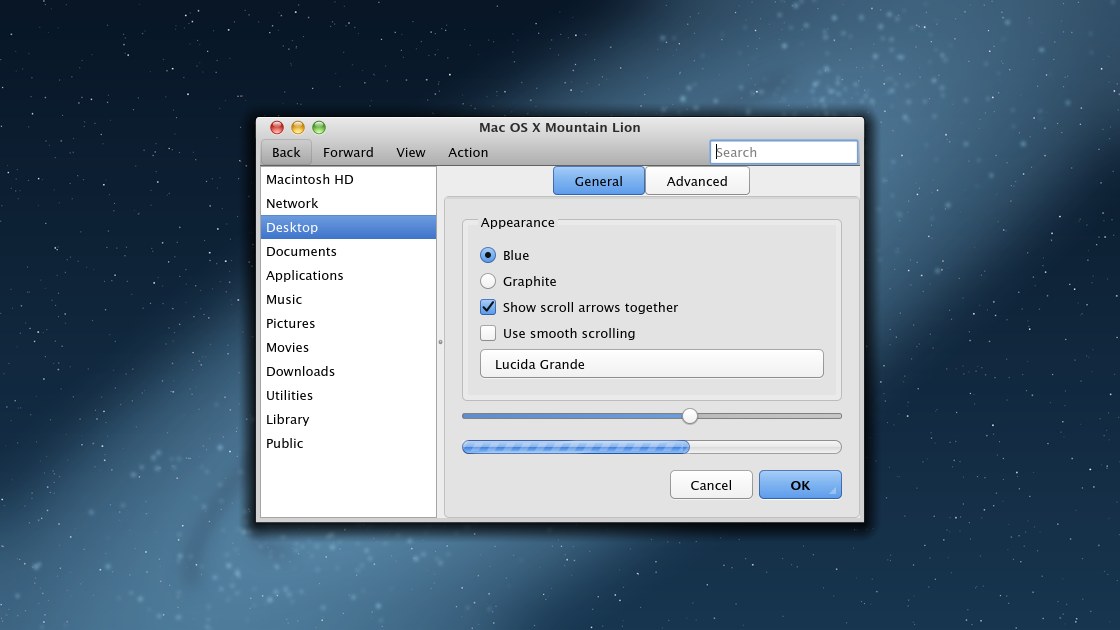 Mac OS X Mountain Lion
Back Forward View Action Search
Macintosh HD
Network
Desktop
Documents
Applications
Music
Pictures
Movies
Downloads
Utilities
Library
Public
General Advanced
Appearance
Blue
Graphite
Show scroll arrows together
Use smooth scrolling
Lucida Grande
Cancel OK